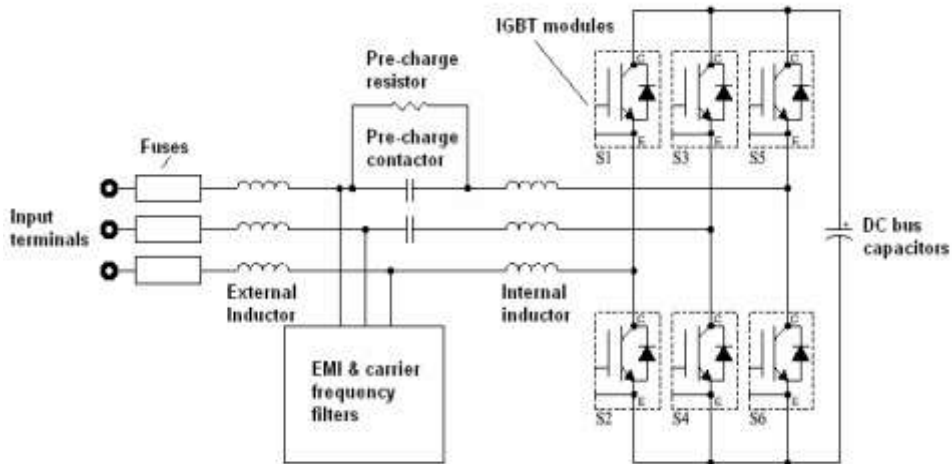 IGBT modules
Pre-charge
resistor
Pre-charge
contactor
Fuses
Input
terminals
External
Inductor
Internal
inductor
EMI & carrier
frequency
filters
DC bus
capacitors
+
C
E
S1
C
E
S3
C
E
S5
C
E
S2
C
E
S4
C
E
S6